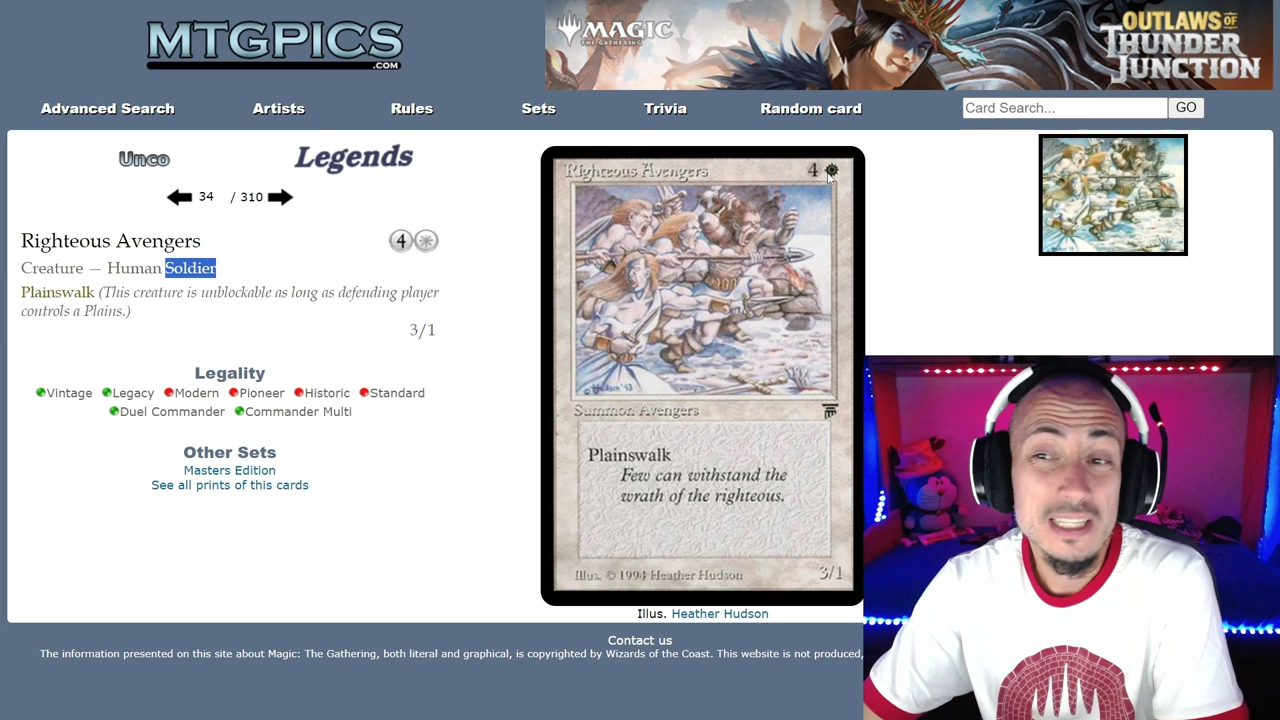 MTGPICS
.COM
MAGIC
THE GATHERING
OUTLAWS OF
THUNDER
JUNCTION
Advanced Search
Artists
Rules
Sets
Trivia
Random card
Card Search...
GO
Unco
Legends
34 / 310
Righteous Avengers
4
Creature — Human Soldier
Plainswalk (This creature is unblockable as long as defending player
controls a Plains.)
3/1
Legality
Vintage Legacy Modern Pioneer Historic Standard
Duel Commander Commander Multi
Other Sets
Masters Edition
See all prints of this cards
Righteous Avengers 4
Summon Avengers
Plainswalk
Few can withstand the
wrath of the righteous.
Illus. © 1994 Heather Hudson 3/1
Illus. Heather Hudson
Contact us
The information presented on this site about Magic: The Gathering, both literal and graphical, is copyrighted by Wizards of the Coast. This website is not produced,